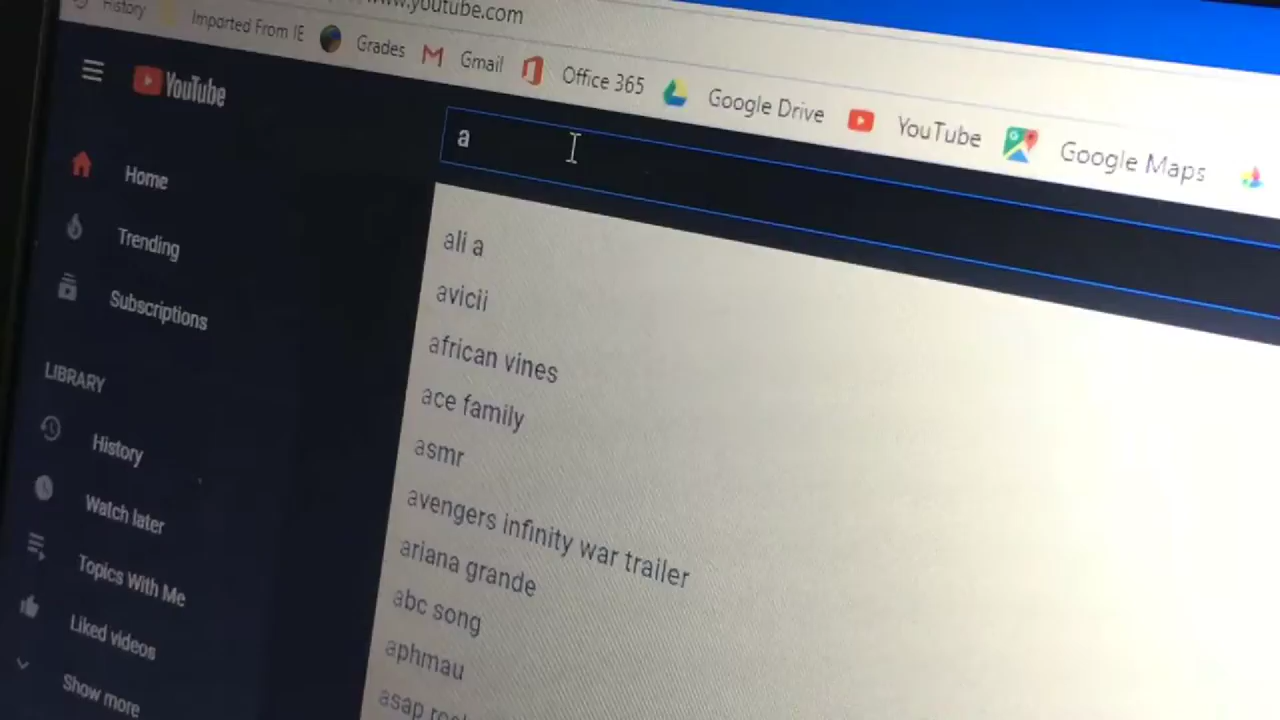 www.youtube.com
History Imported From IE Grades Gmail Office 365 Google Drive YouTube Google Maps
YouTube
a
Home
Trending
Subscriptions
LIBRARY
History
Watch later
Topics With Me
Liked videos
Show more
ali a
avicii
african vines
ace family
asmr
avengers infinity war trailer
ariana grande
abc song
aphmau
asap